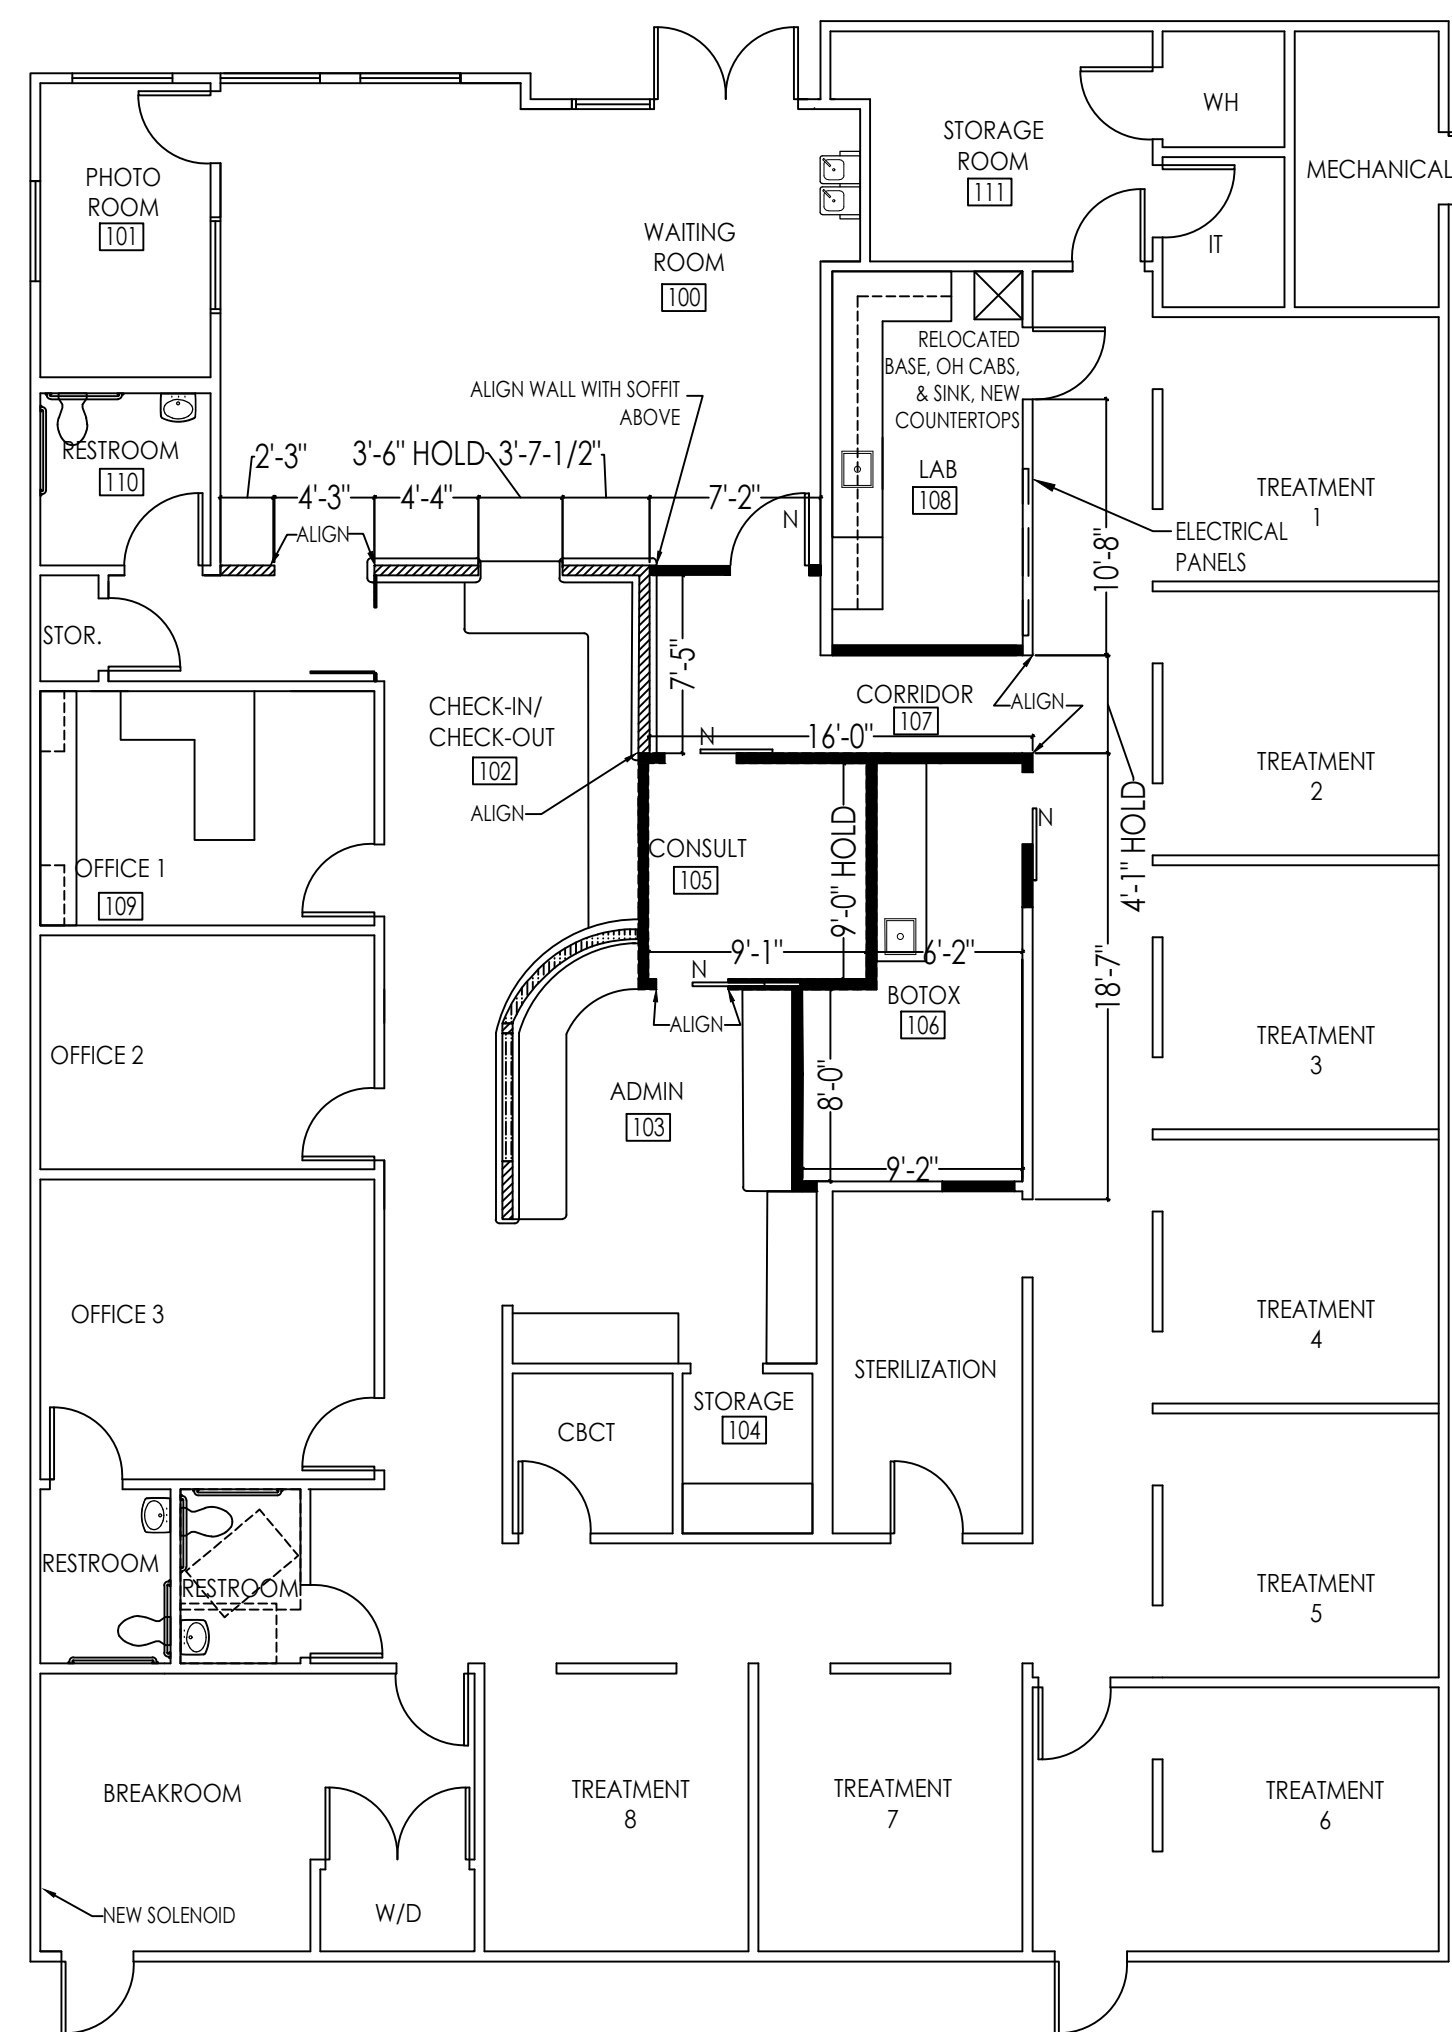 WH
STORAGE
ROOM
111
MECHANICAL
PHOTO
ROOM
101
WAITING
ROOM
100
IT
RELOCATED
BASE, OH CABS,
& SINK, NEW
COUNTERTOPS
ALIGN WALL WITH SOFFIT
ABOVE
RESTROOM
110
2'-3"
3'-6" HOLD
3'-7-1/2"
4'-3"
4'-4"
7'-2"
N
ALIGN
LAB
108
TREATMENT
1
ELECTRICAL
PANELS
10'-8"
STOR.
7'-5"
CHECK-IN/
CHECK-OUT
102
CORRIDOR
107
ALIGN
N
16'-0"
ALIGN
TREATMENT
2
4'-1" HOLD
N
CONSULT
105
9'-0" HOLD
OFFICE 1
109
9'-1"
6'-2"
N
BOTOX
106
18'-7"
ALIGN
OFFICE 2
TREATMENT
3
ADMIN
103
8'-0"
9'-2"
OFFICE 3
TREATMENT
4
STERILIZATION
STORAGE
104
CBCT
RESTROOM
RESTROOM
TREATMENT
5
BREAKROOM
TREATMENT
8
TREATMENT
7
TREATMENT
6
NEW SOLENOID
W/D